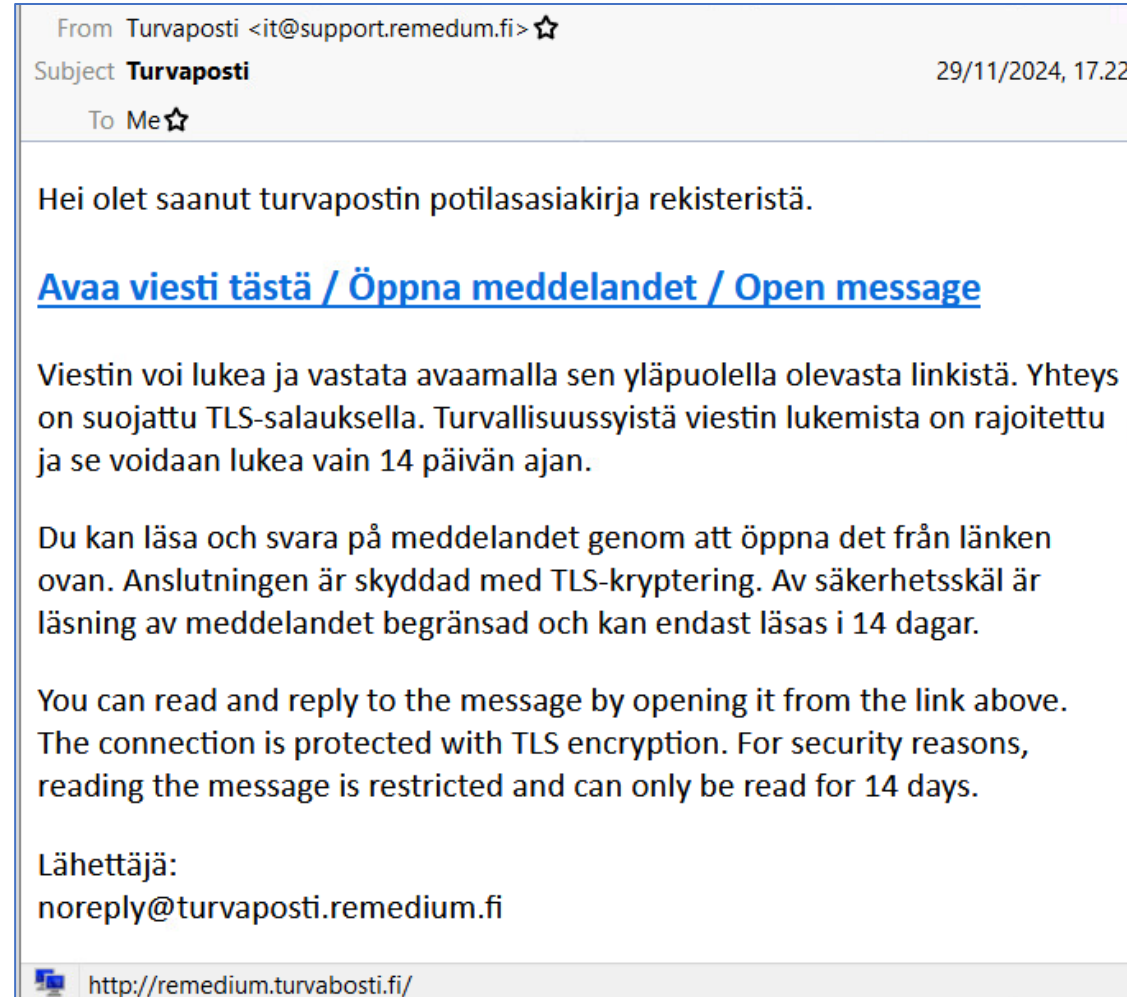 From Turvaposti <it@support.remedum.fi>
Subject Turvaposti 29/11/2024, 17.22
To Me
Hei olet saanut turvapostin potilasasiakirja rekisteristä.
Avaa viesti tästä / Öppna meddelandet / Open message
Viestin voi lukea ja vastata avaamalla sen yläpuolella olevasta linkistä. Yhteys
on suojattu TLS-salauksella. Turvallisuussyistä viestin lukemista on rajoitettu
ja se voidaan lukea vain 14 päivän ajan.
Du kan läsa och svara på meddelandet genom att öppna det från länken
ovan. Anslutningen är skyddad med TLS-kryptering. Av säkerhetsskäl är
läsning av meddelandet begränsad och kan endast läsas i 14 dagar.
You can read and reply to the message by opening it from the link above.
The connection is protected with TLS encryption. For security reasons,
reading the message is restricted and can only be read for 14 days.
Lähettäjä:
noreply@turvaposti.remedium.fi
http://remedium.turvabosti.fi/